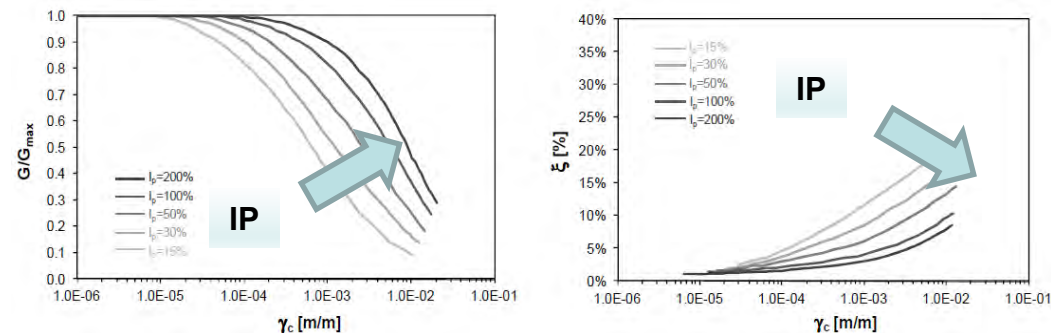 1.0
0.9
0.8
0.7
0.6
0.5
0.4
0.3
0.2
0.1
0.0
G/Gmax
Ip=200%
Ip=100%
Ip=50%
Ip=30%
Ip=15%
IP
1.0E-06 1.0E-05 1.0E-04 1.0E-03 1.0E-02 1.0E-01
γc [m/m]
40%
35%
30%
25%
20%
15%
10%
5%
0%
ξ [%]
Ip=15%
Ip=30%
Ip=50%
Ip=100%
Ip=200%
IP
1.0E-06 1.0E-05 1.0E-04 1.0E-03 1.0E-02 1.0E-01
γc [m/m]